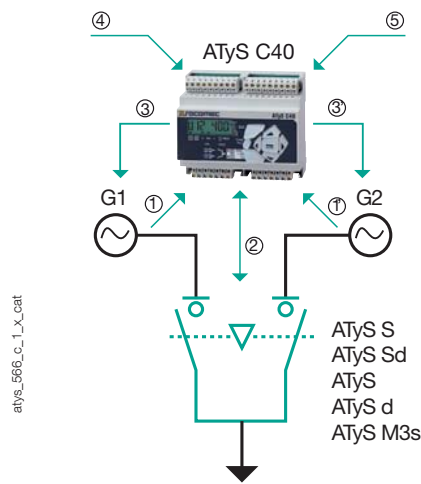 ④ ⑤
ATyS C40
socomec
③ ③'
G1 G2
① ①'
②
ATyS S
ATyS Sd
ATyS
ATyS d
ATyS M3s
atys_566_c_1_x_cat